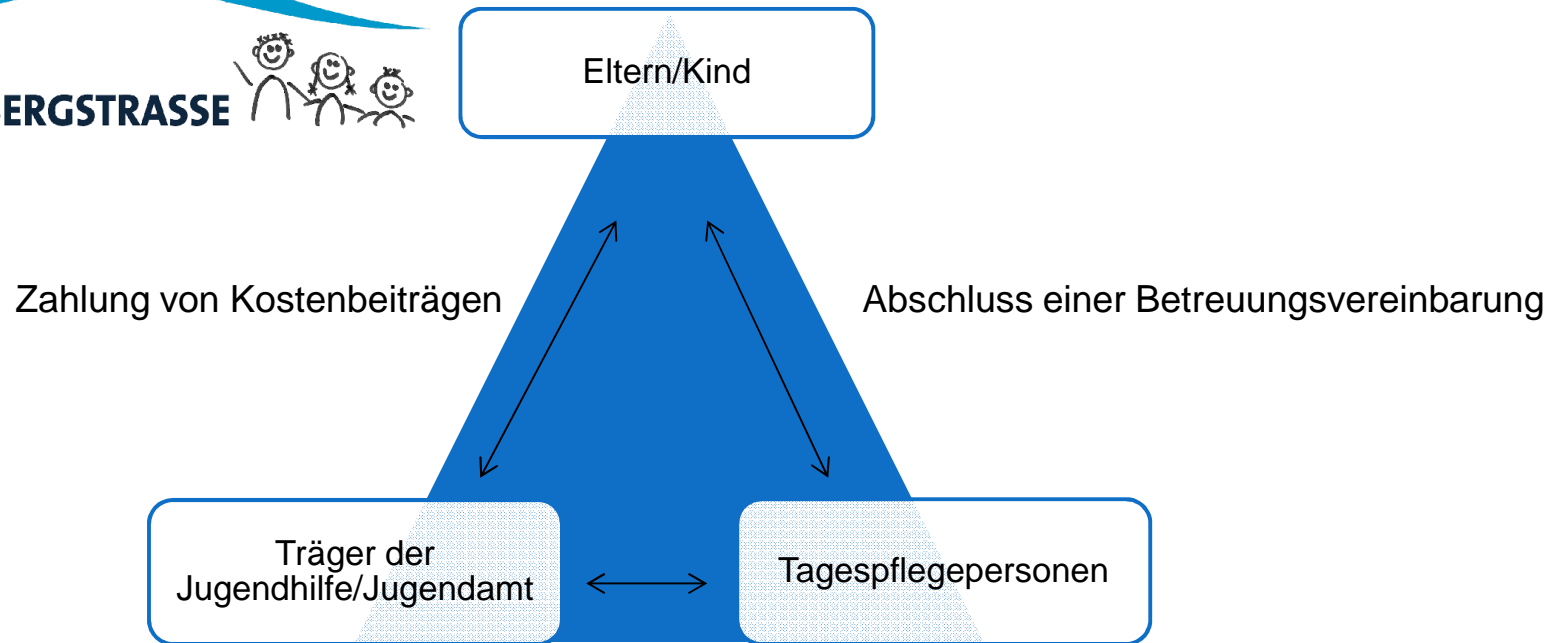 ERGSTRASSE
Eltern/Kind
Zahlung von Kostenbeiträgen
Abschluss einer Betreuungsvereinbarung
Träger der
Jugendhilfe/Jugendamt
Tagespflegepersonen